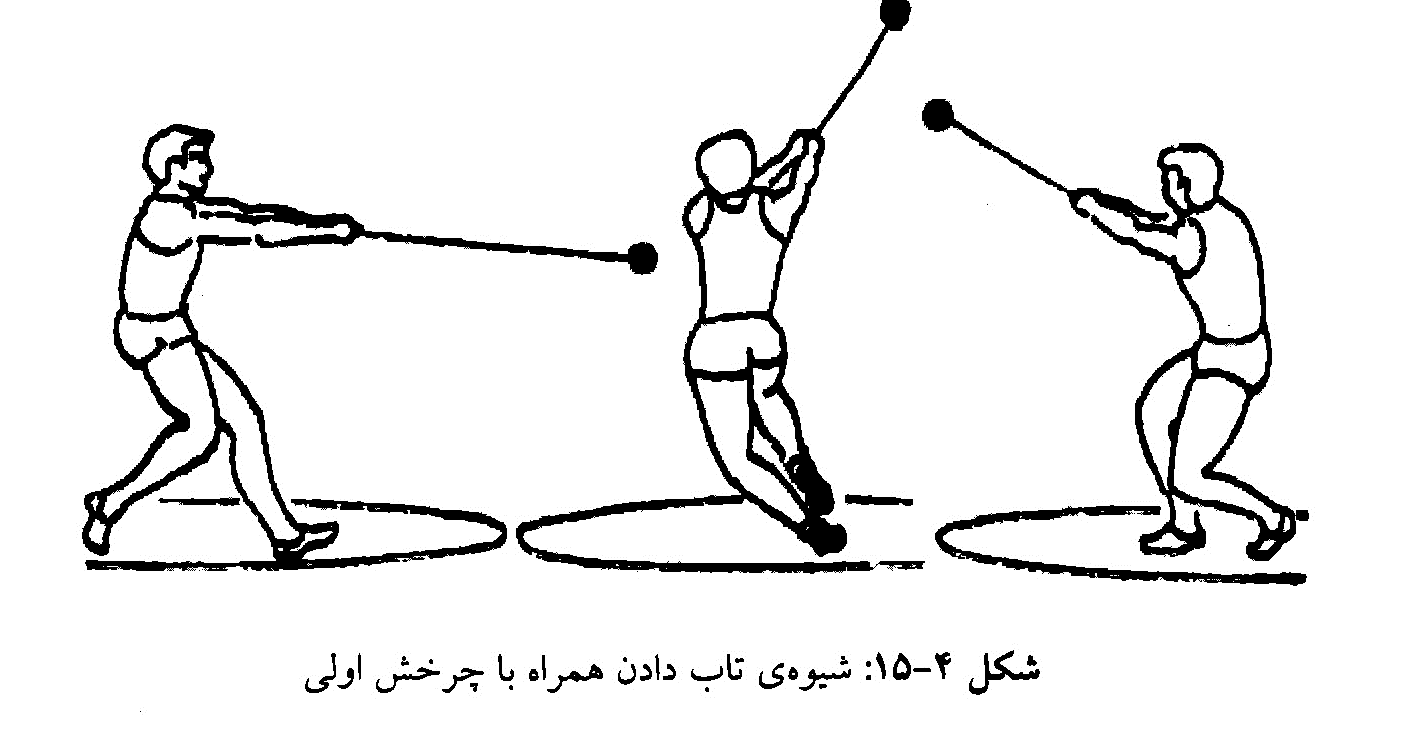 شکل ۴-۱۵: شیوه‌ی تاب دادن همراه با چرخش اولی